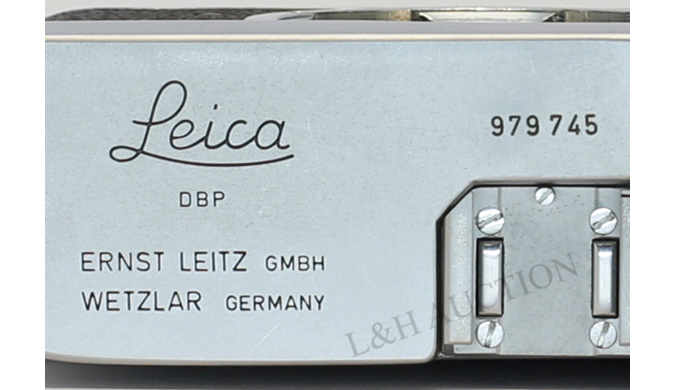 Leica
979 745
DBP
ERNST LEITZ GMBH
WETZLAR GERMANY
L&H AUCTION